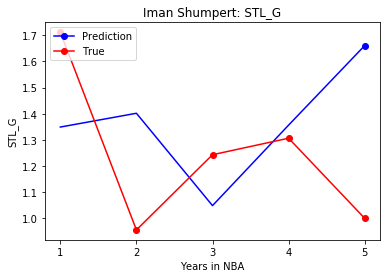 Iman Shumpert: STL_G
Prediction
True
1.7
1.6
1.5
1.4
1.3
1.2
1.1
1.0
STL_G
1 2 3 4 5
Years in NBA